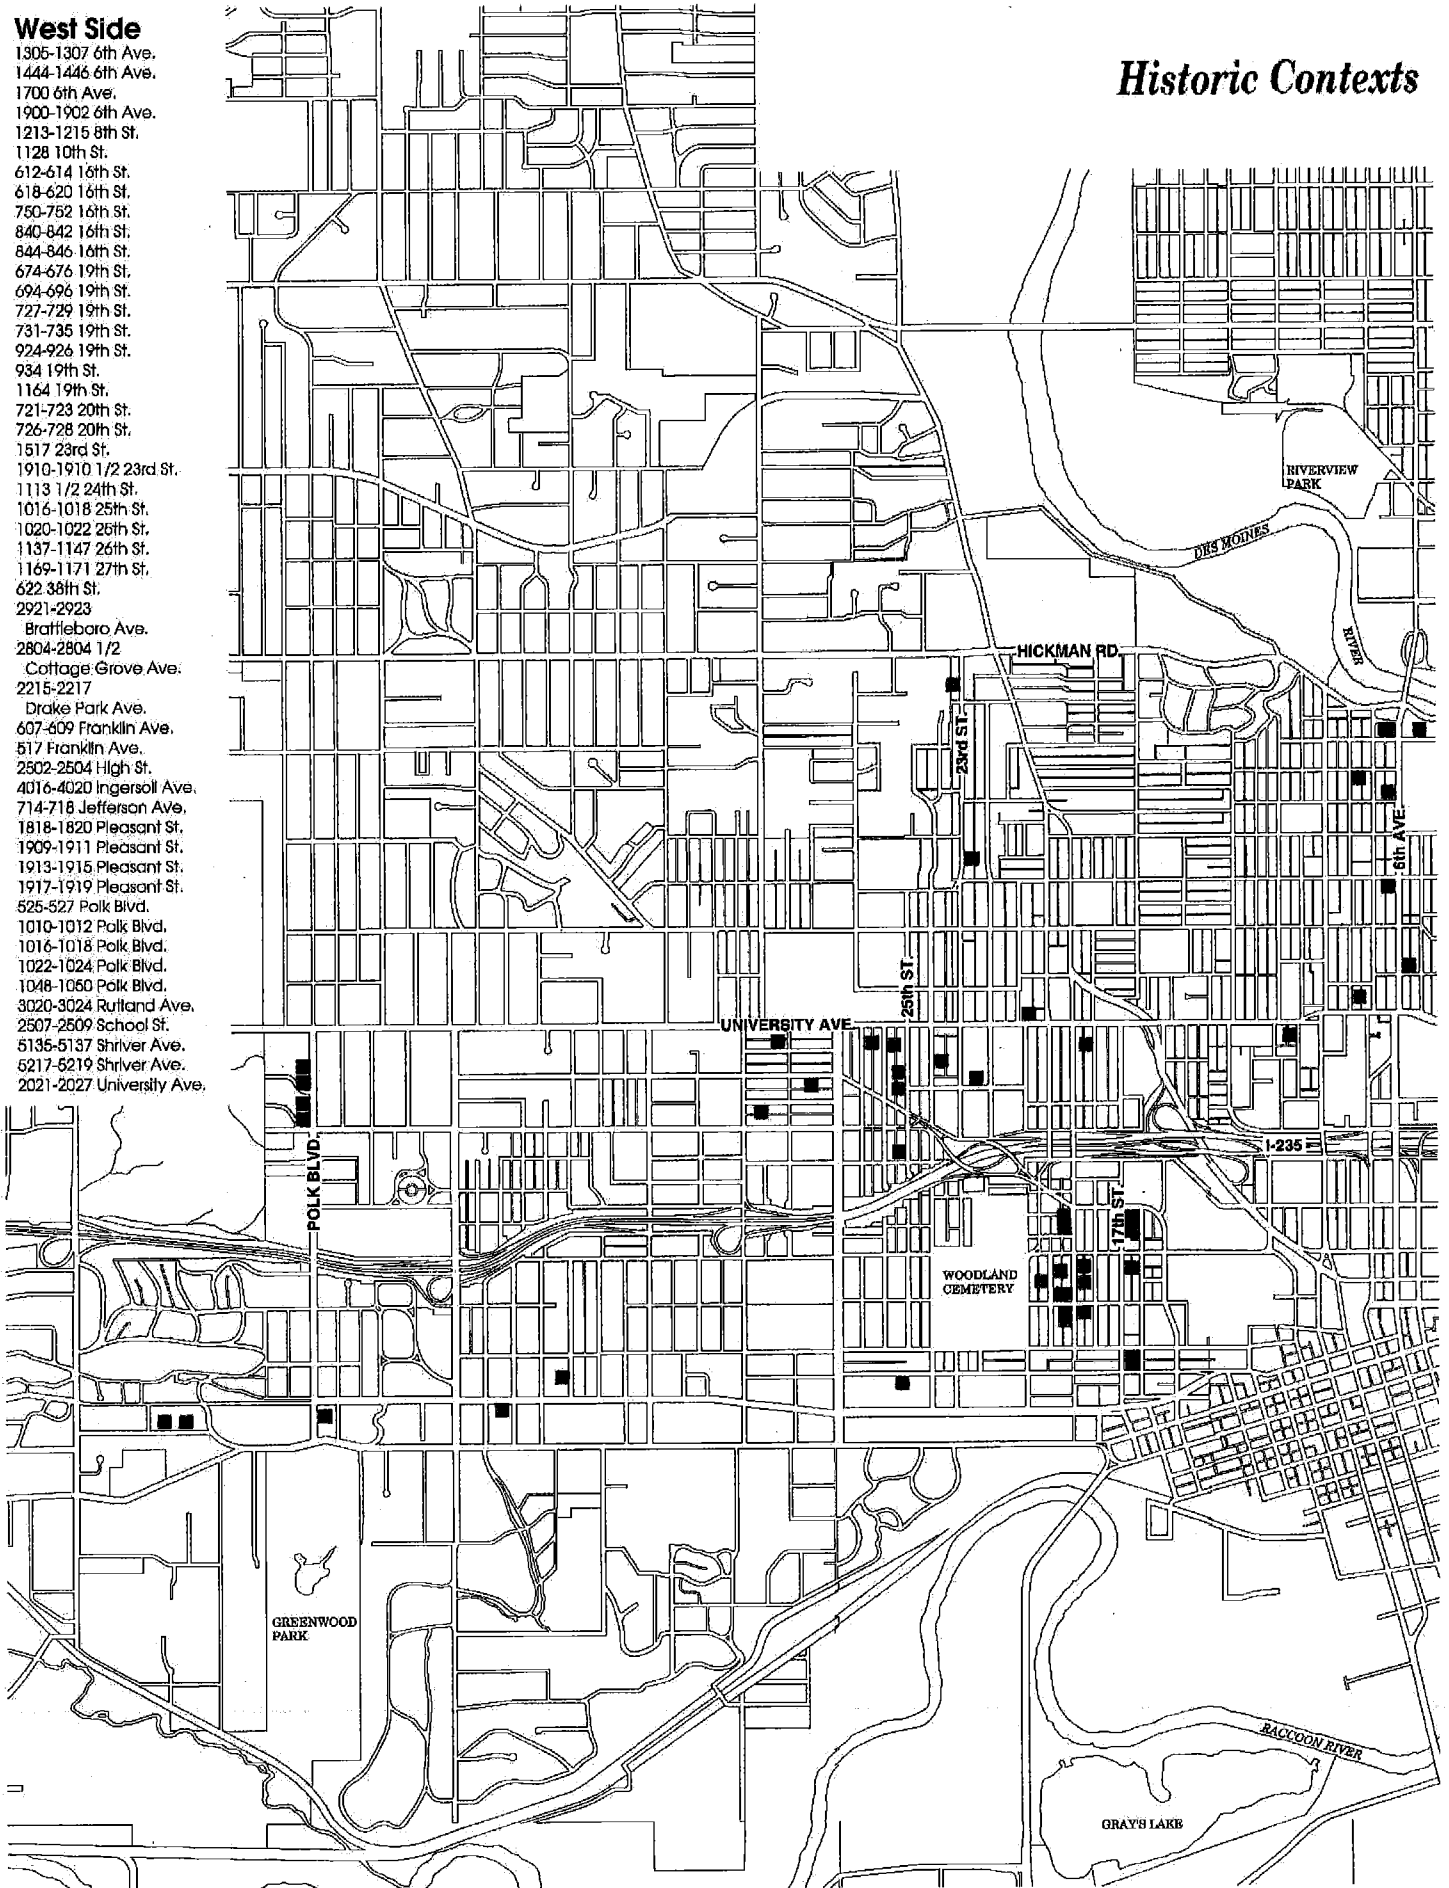 West Side
1305-1307 6th Ave.
1444-1446 6th Ave.
1700 6th Ave.
1900-1902 6th Ave.
1213-1215 8th St.
1128 10th St.
612-614 16th St.
618-620 16th St.
750-752 16th St.
840-842 16th St.
844-846 16th St.
674-676 19th St.
694-696 19th St.
727-729 19th St.
731-735 19th St.
924-926 19th St.
934 19th St.
1164 19th St.
721-723 20th St.
726-728 20th St.
1517 23rd St.
1910-1910 1/2 23rd St.
1113 1/2 24th St.
1016-1018 25th St.
1020-1022 25th St.
1137-1147 26th St.
1169-1171 27th St.
622 38th St.
2921-2923
Brattleboro Ave.
2804-2804 1/2
Cottage Grove Ave.
2215-2217
Drake Park Ave.
607-609 Franklin Ave.
517 Franklin Ave.
2502-2504 High St.
4016-4020 Ingersoll Ave.
714-718 Jefferson Ave.
1818-1820 Pleasant St.
1909-1911 Pleasant St.
1913-1915 Pleasant St.
1917-1919 Pleasant St.
525-527 Polk Blvd.
1010-1012 Polk Blvd.
1016-1018 Polk Blvd.
1022-1024 Polk Blvd.
1048-1050 Polk Blvd.
3020-3024 Rutland Ave.
2507-2509 School St.
5135-5137 Shriver Ave.
5217-5219 Shriver Ave.
2021-2027 University Ave.
Historic Contexts
RIVERVIEW
PARK
DES MOINES
RIVER
HICKMAN RD.
23rd ST.
6th AVE.
25th ST.
UNIVERSITY AVE.
POLK BLVD.
I-235
17th ST.
WOODLAND
CEMETERY
GREENWOOD
PARK
RACCOON RIVER
GRAY'S LAKE